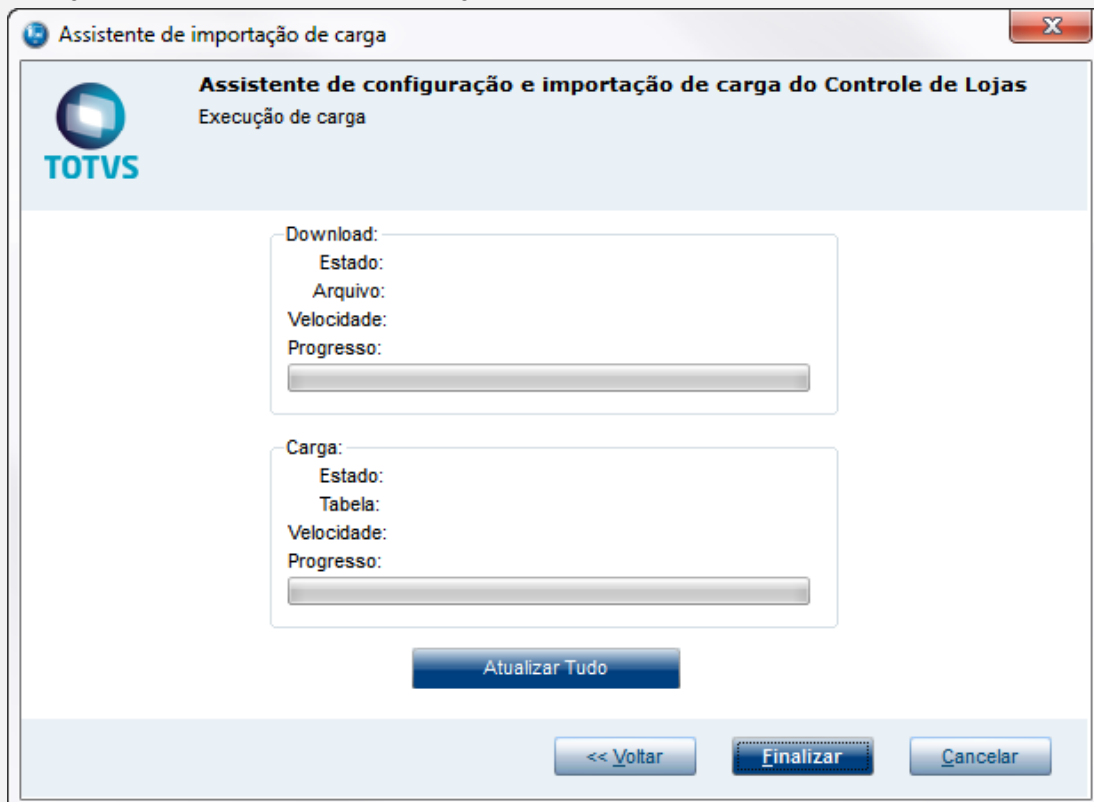 Assistente de importação de carga
Assistente de configuração e importação de carga do Controle de Lojas
Execução de carga
TOTVS
Download:
Estado:
Arquivo:
Velocidade:
Progresso:
Carga:
Estado:
Tabela:
Velocidade:
Progresso:
Atualizar Tudo
<< Voltar
Finalizar
Cancelar